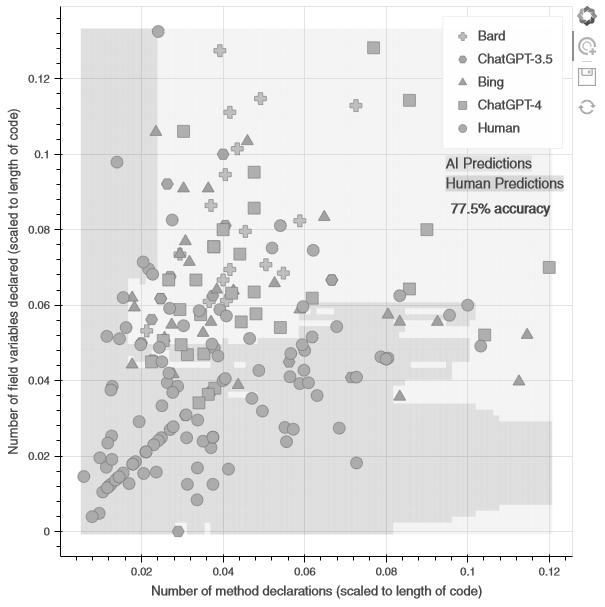 Bard
ChatGPT-3.5
Bing
ChatGPT-4
Human
AI Predictions
Human Predictions
77.5% accuracy
Number of field variables declared (scaled to length of code)
0.12
0.1
0.08
0.06
0.04
0.02
0
0.02
0.04
0.06
0.08
0.1
0.12
Number of method declarations (scaled to length of code)